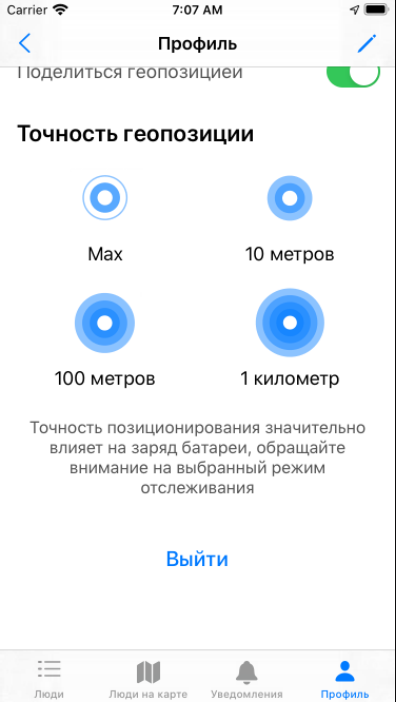 Carrier 7:07 AM
Профиль
Поделиться геопозицией
Точность геопозиции
Max 10 метров
100 метров 1 километр
Точность позиционирования значительно
влияет на заряд батареи, обращайте
внимание на выбранный режим
отслеживания
Выйти
Люди Люди на карте Уведомления Профиль